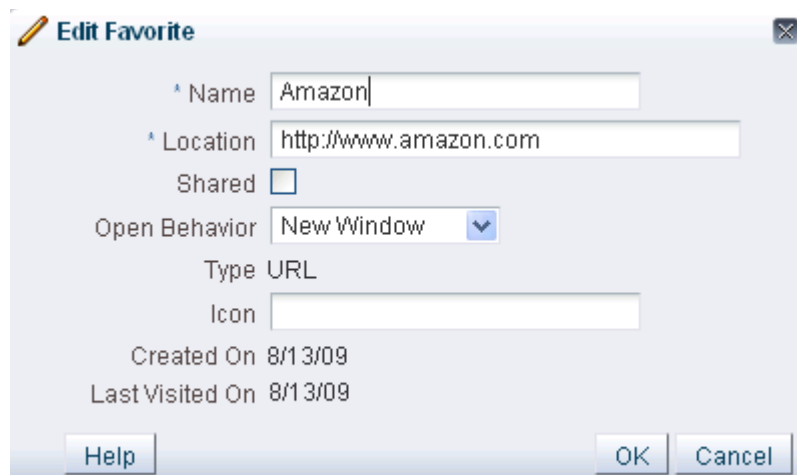 Edit Favorite
* Name Amazon
* Location http://www.amazon.com
Shared
Open Behavior New Window
Type URL
Icon
Created On 8/13/09
Last Visited On 8/13/09
Help OK Cancel